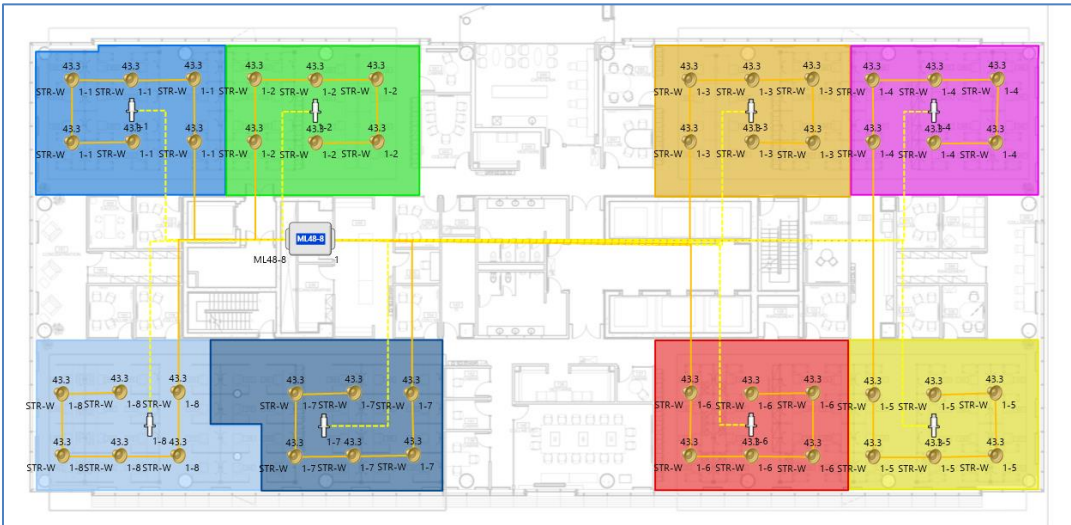 43.3 43.3 43.3 43.3 43.3 43.3 43.3 43.3 43.3 43.3 43.3 43.3
STR-W 1-1 STR-W 1-1 STR-W 1-1 STR-W 1-2 STR-W 1-2 STR-W 1-2 STR-W 1-3 STR-W 1-3 STR-W 1-3 STR-W 1-4 STR-W 1-4 STR-W 1-4
43.3 1-1 43.3 43.3 43.3 1-2 43.3 43.3 43.3 43.3 43.3 43.3
STR-W 1-1 STR-W 1-1 STR-W 1-1 STR-W 1-2 STR-W 1-2 STR-W 1-2 STR-W 1-3 STR-W 1-3 STR-W 1-3 STR-W 1-4 STR-W 1-4 STR-W 1-4
ML48-8
ML48-8 1
43.3 43.3 43.3 43.3 43.3 43.3 43.3 43.3 43.3 43.3 43.3 43.3
STR-W 1-8 STR-W 1-8 STR-W 1-8 STR-W 1-7 STR-W 1-7 STR-W 1-7 STR-W 1-6 STR-W 1-6 STR-W 1-6 STR-W 1-5 STR-W 1-5 STR-W 1-5
43.3 43.3 1-8 43.3 43.3 1-7 43.3 43.3 43.3 43.3 43.3 43.3 43.3
STR-W 1-8 STR-W 1-8 STR-W 1-8 STR-W 1-7 STR-W 1-7 STR-W 1-7 STR-W 1-6 STR-W 1-6 STR-W 1-6 STR-W 1-5 STR-W 1-5 STR-W 1-5